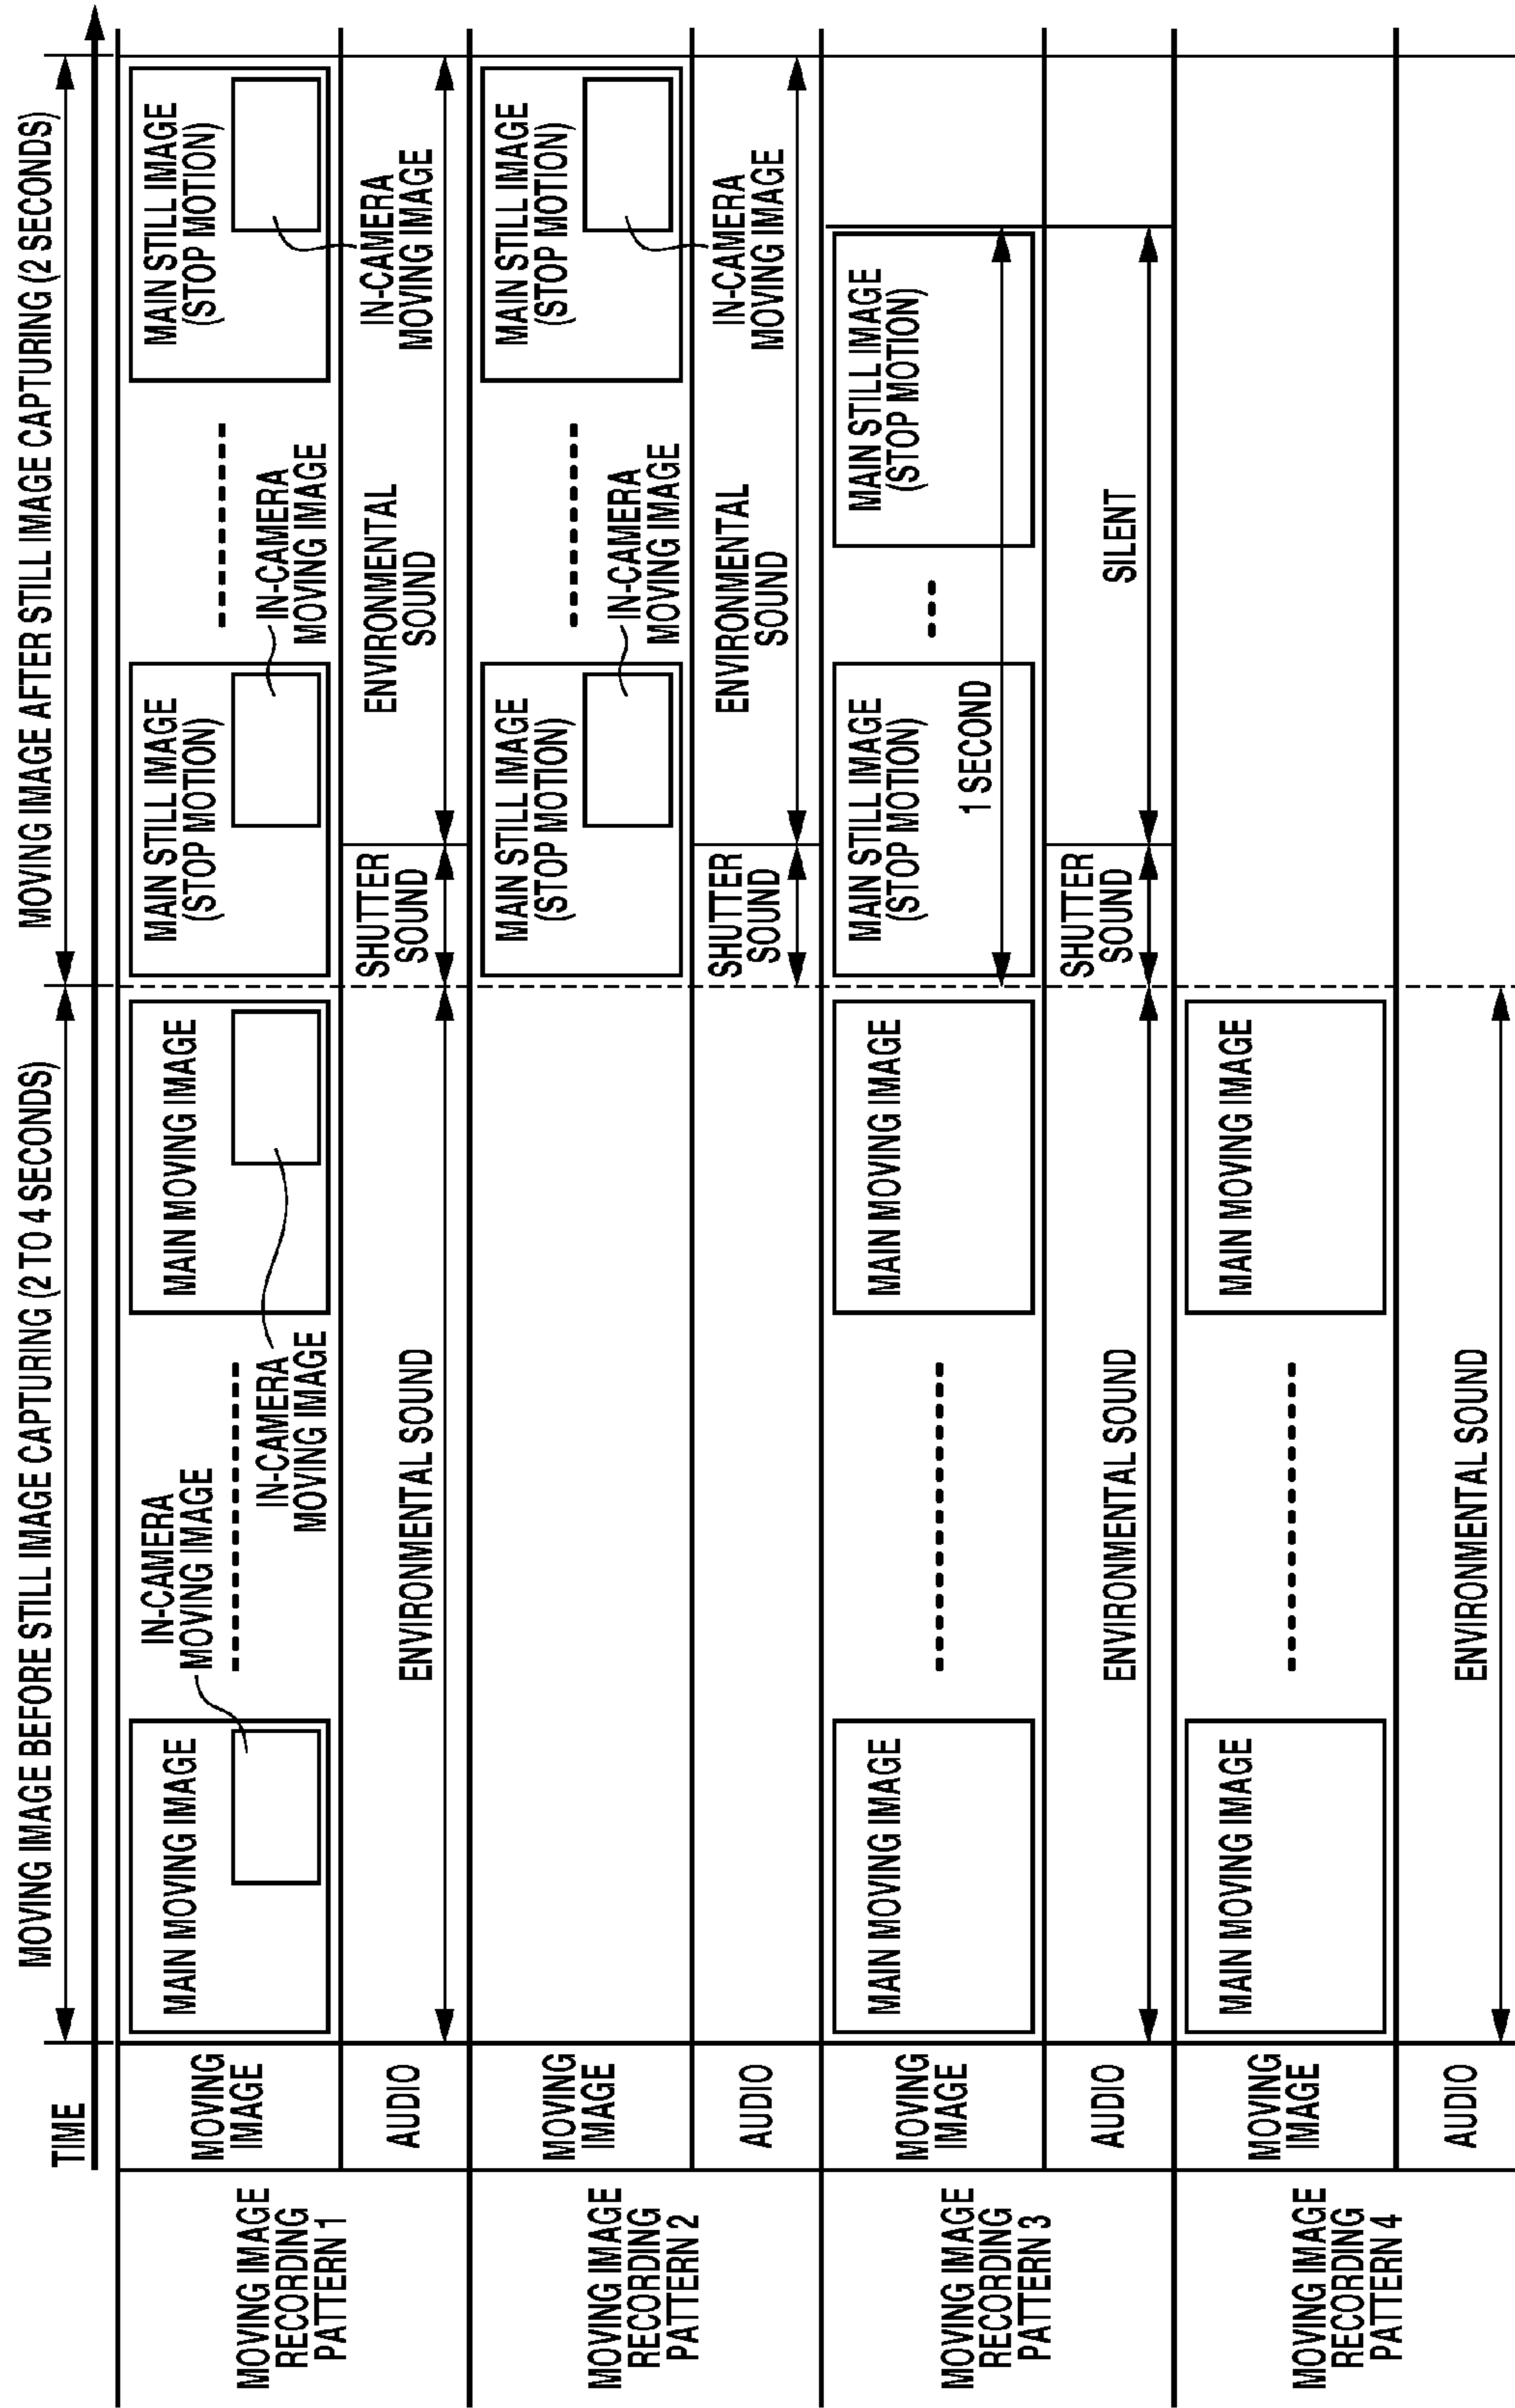 MOVING IMAGE BEFORE STILL IMAGE CAPTURING (2 TO 4 SECONDS)
MOVING IMAGE AFTER STILL IMAGE CAPTURING (2 SECONDS)
TIME
MOVING IMAGE
RECORDING
PATTERN 1
MOVING
IMAGE
MAIN MOVING IMAGE
IN-CAMERA
MOVING IMAGE
MAIN MOVING IMAGE
IN-CAMERA
MOVING IMAGE
MAIN STILL IMAGE
(STOP MOTION)
IN-CAMERA
MOVING IMAGE
MAIN STILL IMAGE
(STOP MOTION)
IN-CAMERA
MOVING IMAGE
AUDIO
ENVIRONMENTAL SOUND
SHUTTER
SOUND
ENVIRONMENTAL
SOUND
MOVING IMAGE
RECORDING
PATTERN 2
MOVING
IMAGE
MAIN STILL IMAGE
(STOP MOTION)
IN-CAMERA
MOVING IMAGE
MAIN STILL IMAGE
(STOP MOTION)
IN-CAMERA
MOVING IMAGE
AUDIO
SHUTTER
SOUND
ENVIRONMENTAL
SOUND
MOVING IMAGE
RECORDING
PATTERN 3
MOVING
IMAGE
MAIN MOVING IMAGE
MAIN MOVING IMAGE
MAIN STILL IMAGE
(STOP MOTION)
1 SECOND
MAIN STILL IMAGE
(STOP MOTION)
AUDIO
ENVIRONMENTAL SOUND
SHUTTER
SOUND
SILENT
MOVING IMAGE
RECORDING
PATTERN 4
MOVING
IMAGE
MAIN MOVING IMAGE
MAIN MOVING IMAGE
AUDIO
ENVIRONMENTAL SOUND